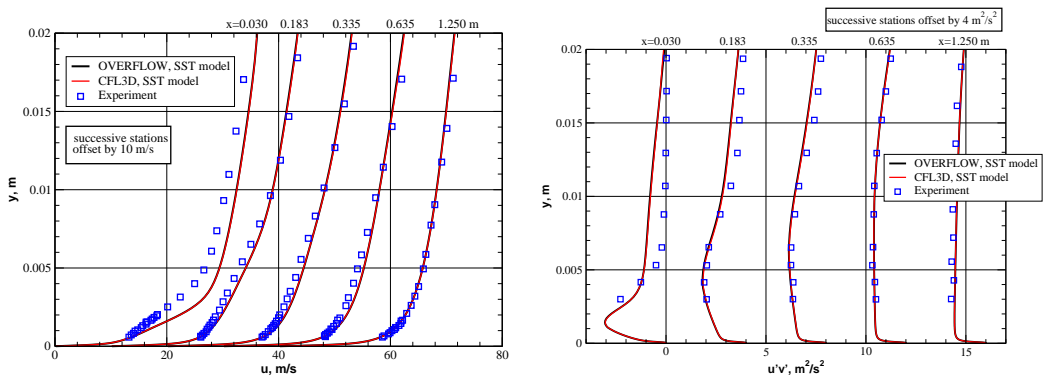 x=0.030 0.183 0.335 0.635 1.250 m
0.02
OVERFLOW, SST model
CFL3D, SST model
Experiment
0.015
successive stations
offset by 10 m/s
y, m
0.01
0.005
0
0 20 40 60 80
u, m/s
successive stations offset by 4 m²/s²
x=0.030 0.183 0.335 0.635 x=1.250 m
0.02
0.015
OVERFLOW, SST model
CFL3D, SST model
Experiment
y, m
0.01
0.005
0
0 5 10 15
u'v', m²/s²